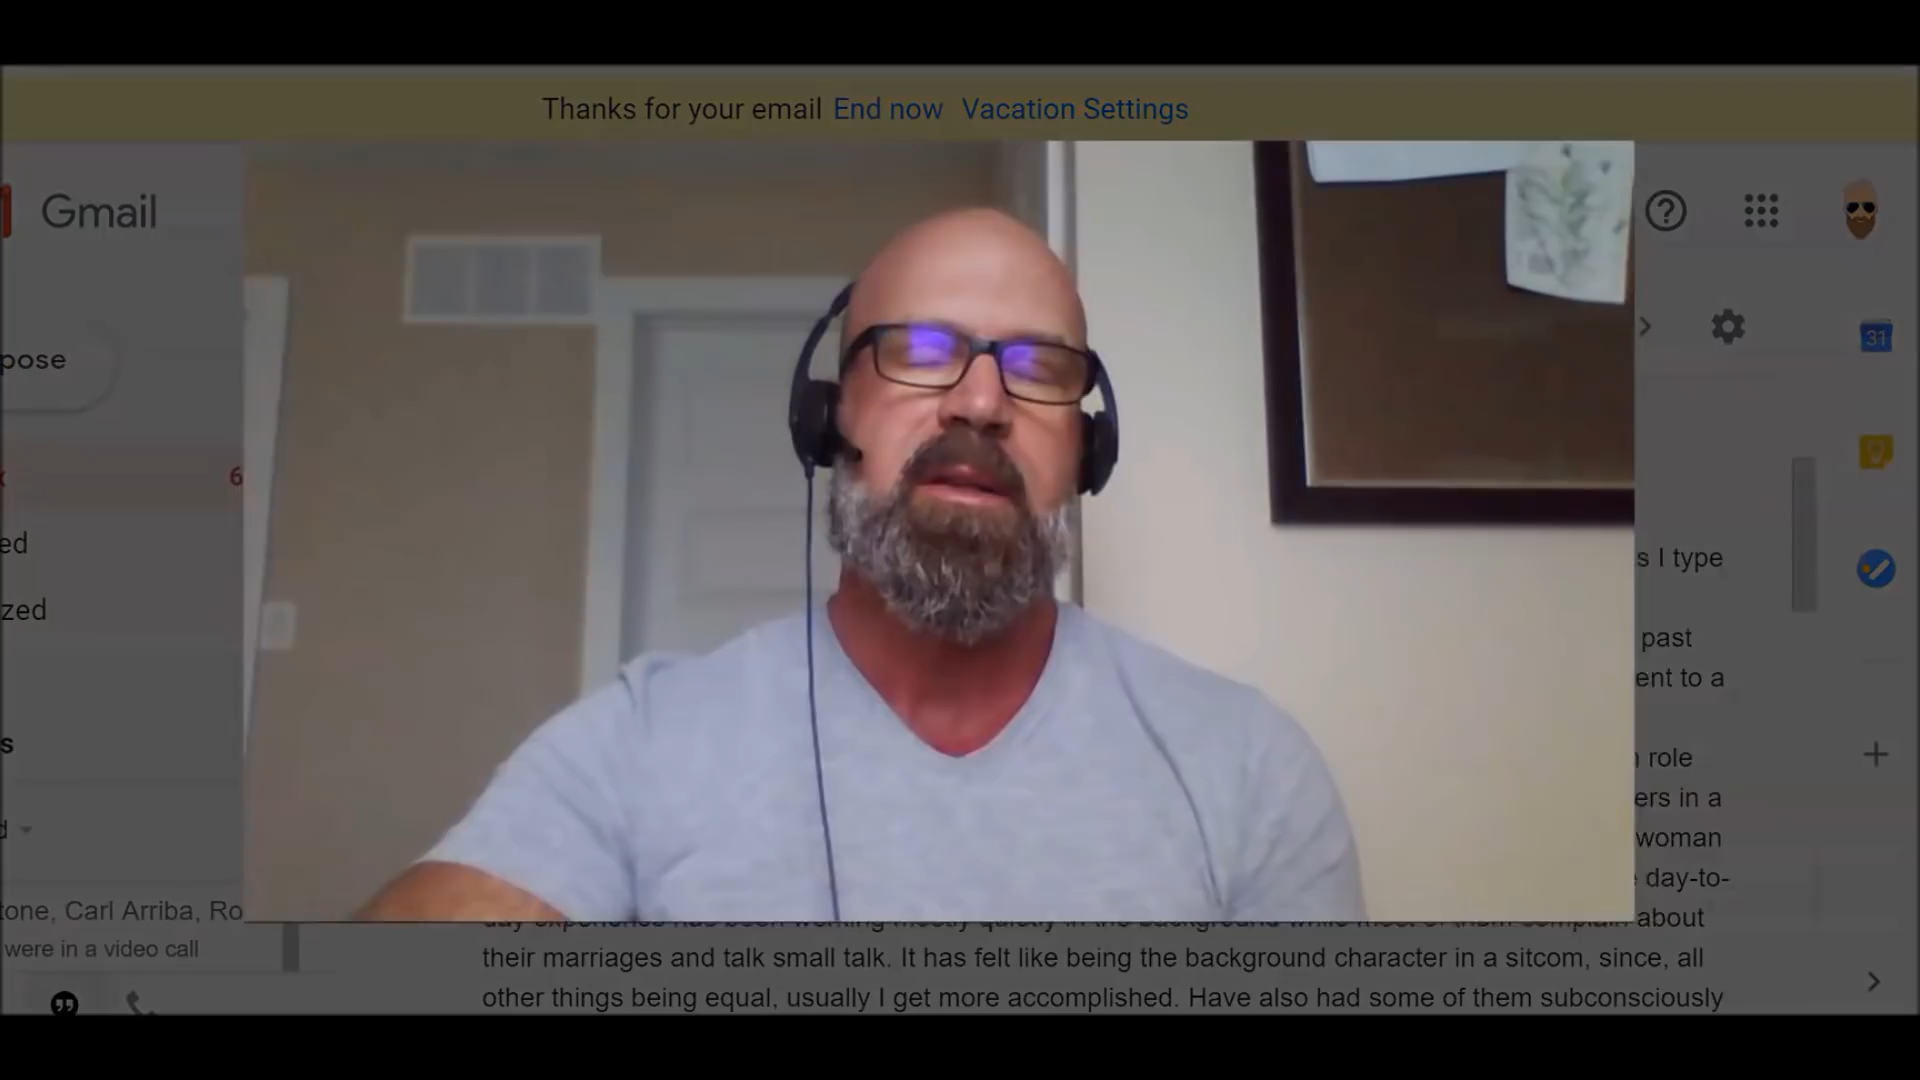 Thanks for your email End now Vacation Settings
Gmail
pose
6
31
ed
s I type
zed
past
ent to a
s
role
ers in a
woman
day-to-
tone, Carl Arriba, Ro
about
were in a video call
their marriages and talk small talk. It has felt like being the background character in a sitcom, since, all
other things being equal, usually I get more accomplished. Have also had some of them subconsciously